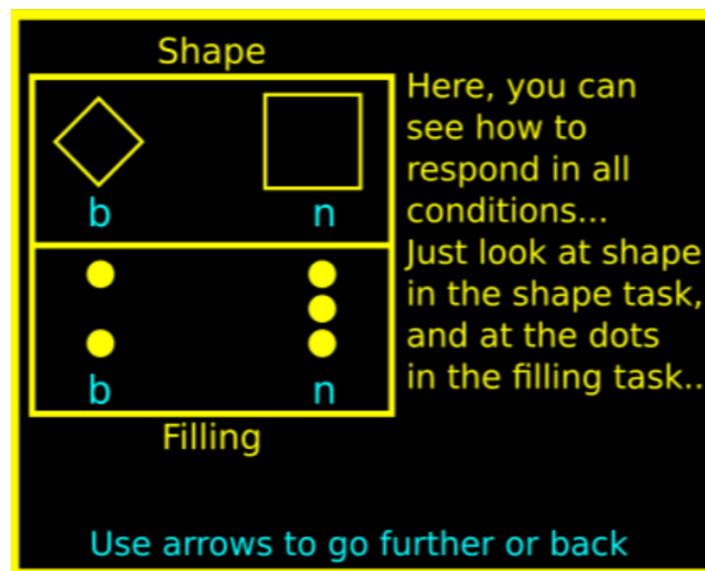 Shape
b n
b n
Filling
Here, you can
see how to
respond in all
conditions...
Just look at shape
in the shape task,
and at the dots
in the filling task..
Use arrows to go further or back